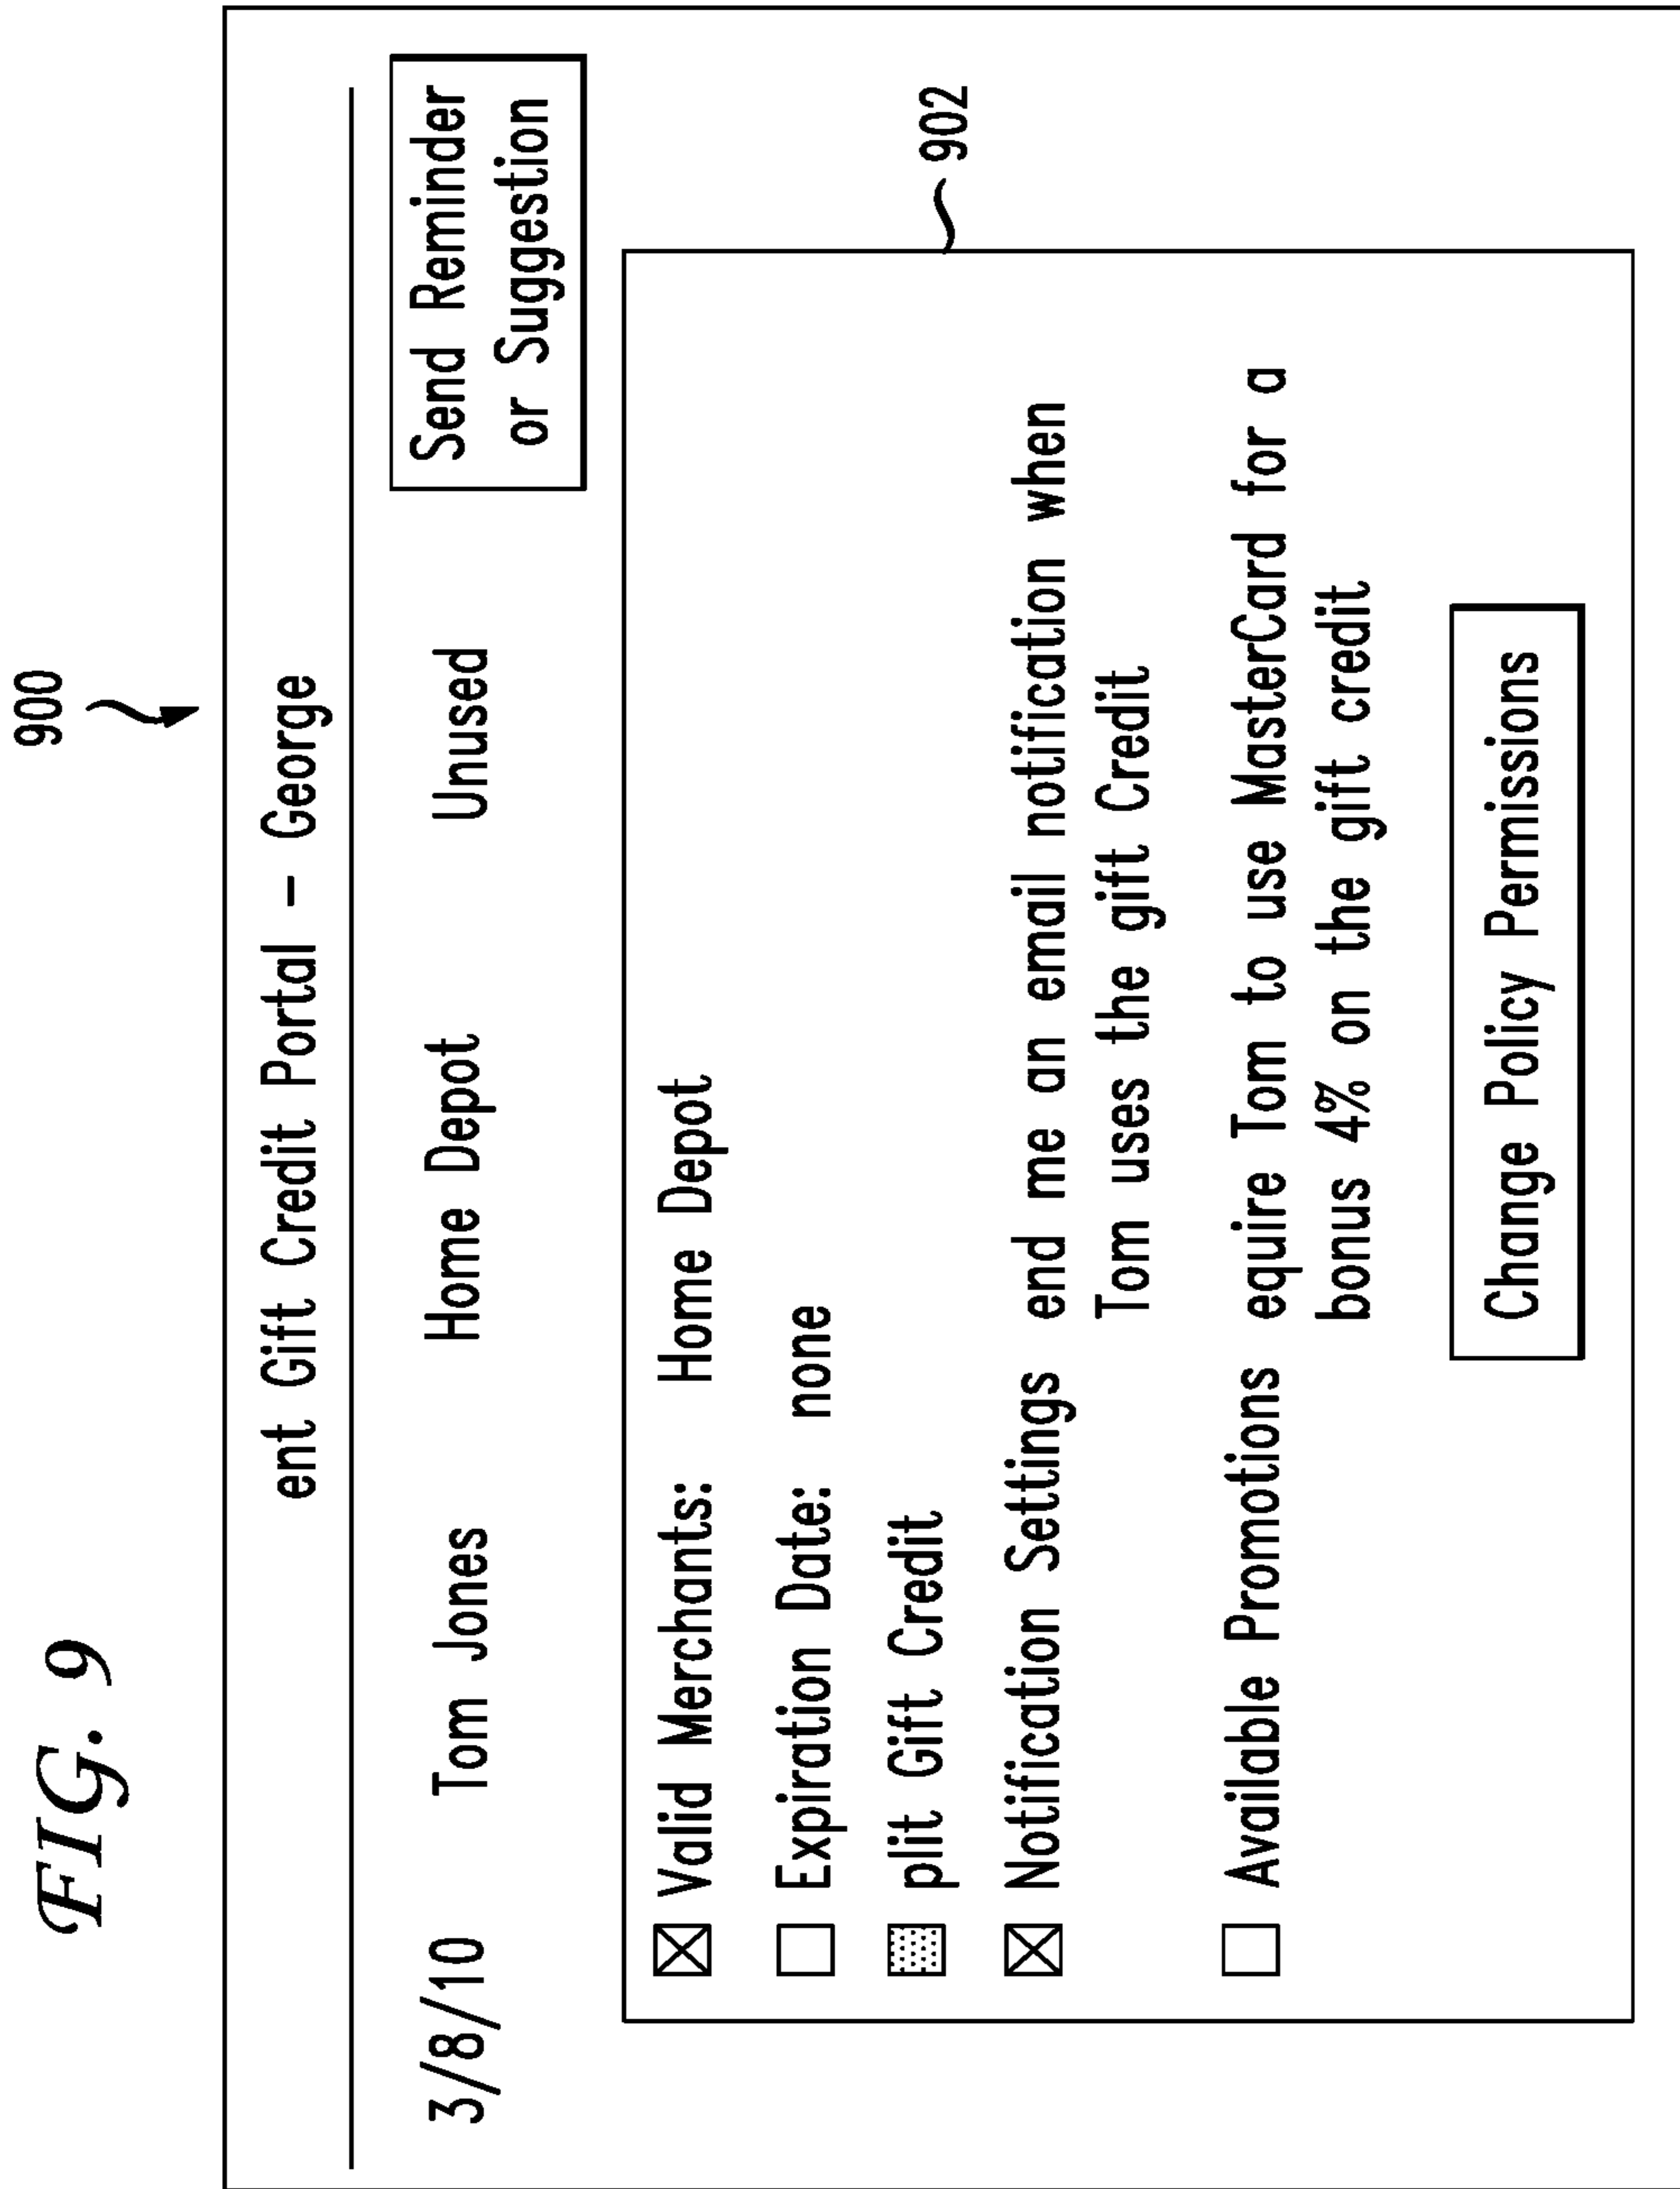 FIG. 9
900
ent Gift Credit Portal – George
3/8/10 Tom Jones Home Depot Unused Send Reminder
or Suggestion
Valid Merchants: Home Depot
Expiration Date: none
plit Gift Credit
Notification Settings end me an email notification when
Tom uses the gift Credit
Available Promotions equire Tom to use MasterCard for a
bonus 4% on the gift credit
Change Policy Permissions
902